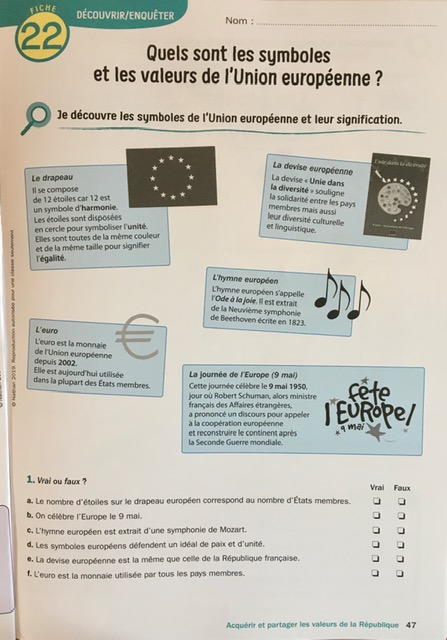 FICHE
22
DÉCOUVRIR/ENQUÊTER
Nom :
Quels sont les symboles
et les valeurs de l'Union européenne ?
Je découvre les symboles de l'Union européenne et leur signification.
Le drapeau
Il se compose
de 12 étoiles car 12 est
un symbole d'harmonie.
Les étoiles sont disposées
en cercle pour symboliser l'unité.
Elles sont toutes de la même couleur
et de la même taille pour signifier
l'égalité.
La devise européenne
La devise « Unie dans
la diversité » souligne
la solidarité entre les pays
membres mais aussi
leur diversité culturelle
et linguistique.
L'hymne européen
L'hymne européen s'appelle
l'Ode à la joie. Il est extrait
de la Neuvième symphonie
de Beethoven écrite en 1823.
L'euro
L'euro est la monnaie
de l'Union européenne
depuis 2002.
Elle est aujourd'hui utilisée
dans la plupart des États membres.
€
La journée de l'Europe (9 mai)
Cette journée célèbre le 9 mai 1950,
jour où Robert Schuman, alors ministre
français des Affaires étrangères,
a prononcé un discours pour appeler
à la coopération européenne
et reconstruire le continent après
la Seconde Guerre mondiale.
fête
l'EUROPE!
9 mai
© Nathan 2019. Reproduction autorisée pour une classe seulement
1. Vrai ou faux ?
Vrai Faux
a. Le nombre d'étoiles sur le drapeau européen correspond au nombre d'États membres.
b. On célèbre l'Europe le 9 mai.
c. L'hymne européen est extrait d'une symphonie de Mozart.
d. Les symboles européens défendent un idéal de paix et d'unité.
e. La devise européenne est la même que celle de la République française.
f. L'euro est la monnaie utilisée par tous les pays membres.
Acquérir et partager les valeurs de la République 47